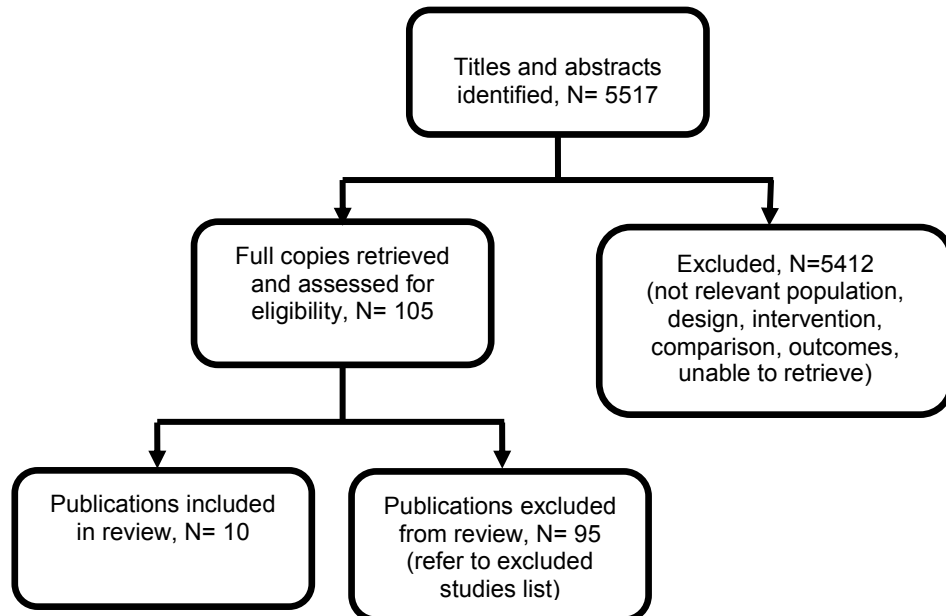 Titles and abstracts
identified, N= 5517
Full copies retrieved
and assessed for
eligibility, N= 105
Excluded, N=5412
(not relevant population,
design, intervention,
comparison, outcomes,
unable to retrieve)
Publications included
in review, N= 10
Publications excluded
from review, N= 95
(refer to excluded
studies list)